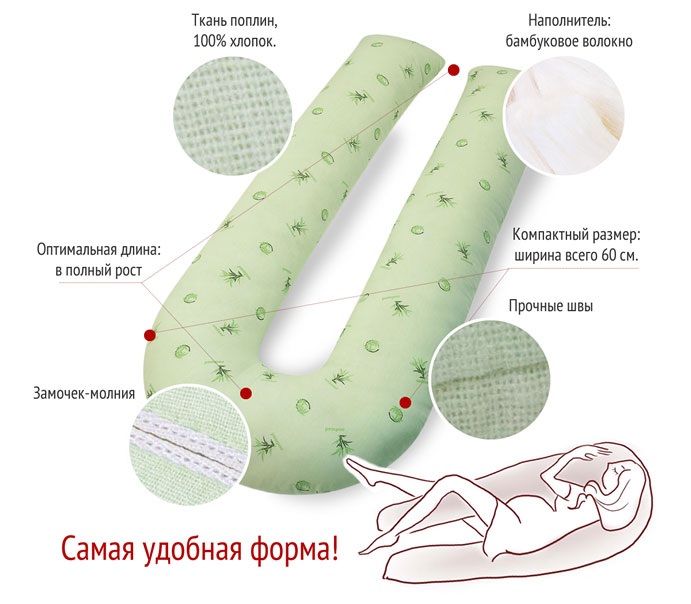 Ткань поплин,
100% хлопок.
Наполнитель:
бамбуковое волокно
Оптимальная длина:
в полный рост
Компактный размер:
ширина всего 60 см.
Прочные швы
Замочек-молния
Самая удобная форма!